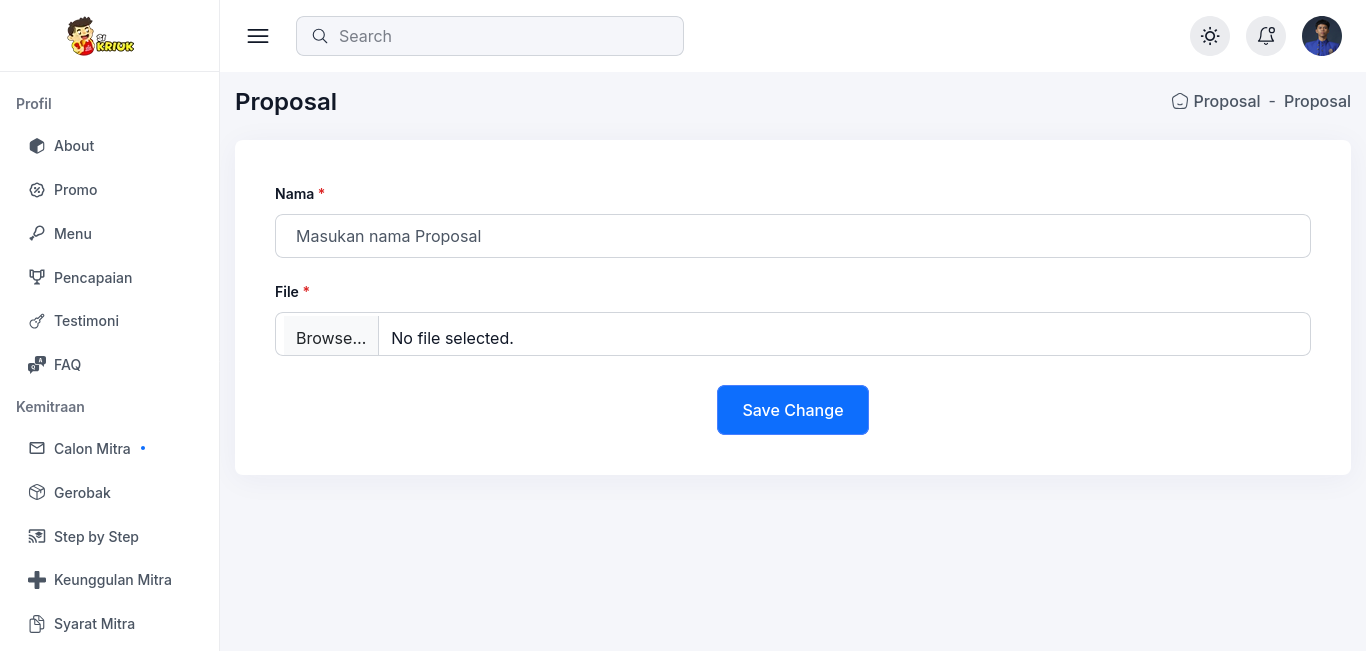 SI
KRIUK
Search
Profil
About
Promo
Menu
Pencapaian
Testimoni
FAQ
Kemitraan
Calon Mitra
Gerobak
Step by Step
Keunggulan Mitra
Syarat Mitra
Proposal
Proposal - Proposal
Nama *
Masukan nama Proposal
File *
Browse... No file selected.
Save Change